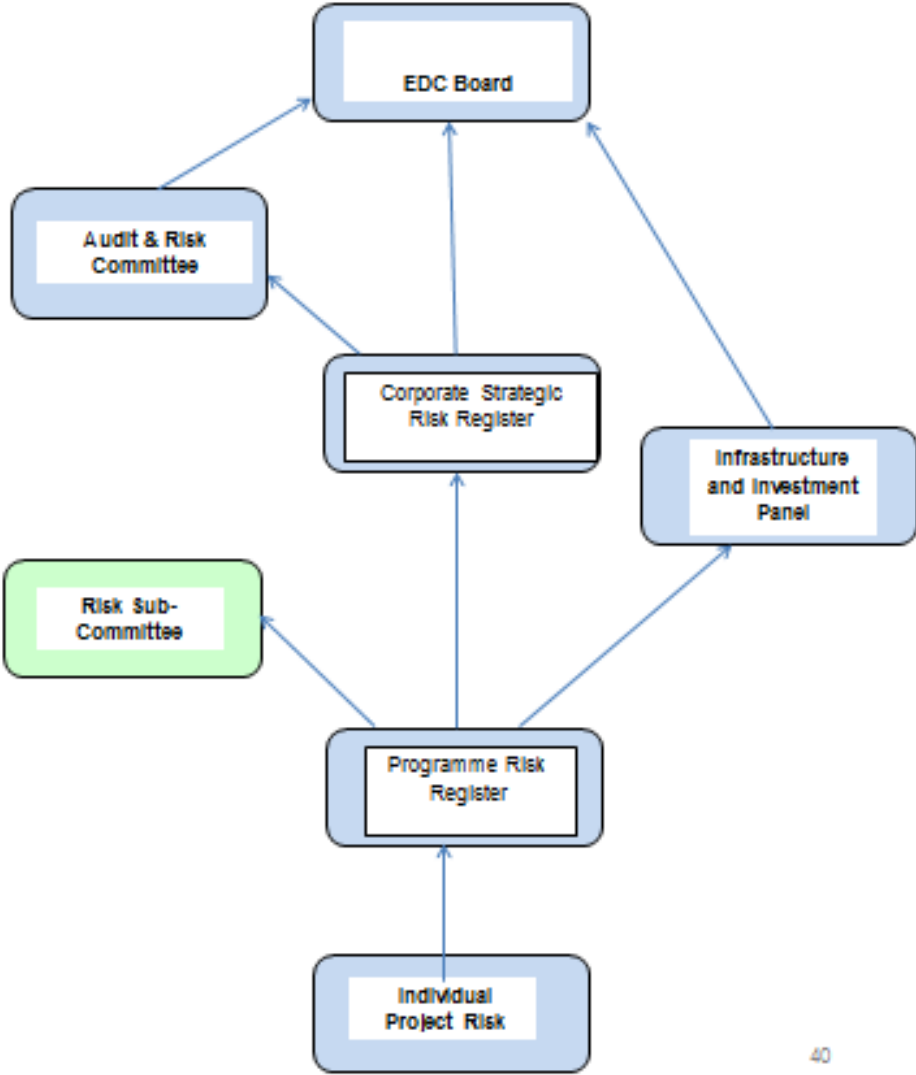 EDC Board
Audit & Risk
Committee
Corporate Strategic
Risk Register
Infrastructure
and Investment
Panel
Risk Sub-
Committee
Programme Risk
Register
Individual
Project Risk
40